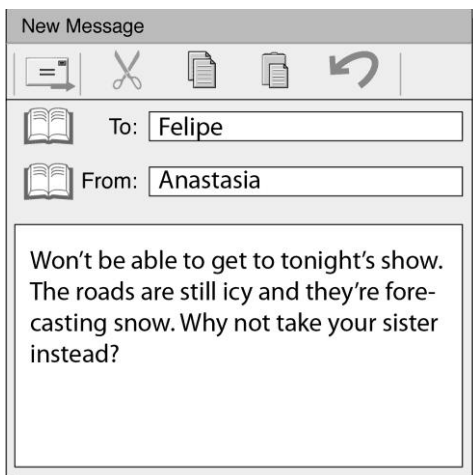 New Message
To: Felipe
From: Anastasia
Won't be able to get to tonight's show.
The roads are still icy and they're fore-
casting snow. Why not take your sister
instead?